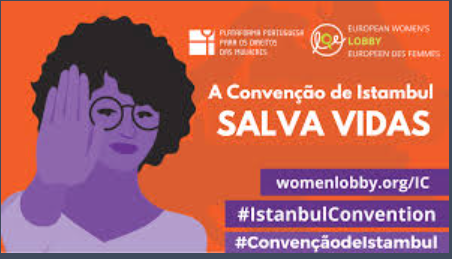 PLATAFORMA PORTUGUESA
PARA OS DIREITOS
DAS MULHERES
EUROPEAN WOMEN'S
LOBBY
EUROPEEN DES FEMMES
A Convenção de Istambul
SALVA VIDAS
womenlobby.org/IC
#IstanbulConvention
#ConvençãodeIstambul